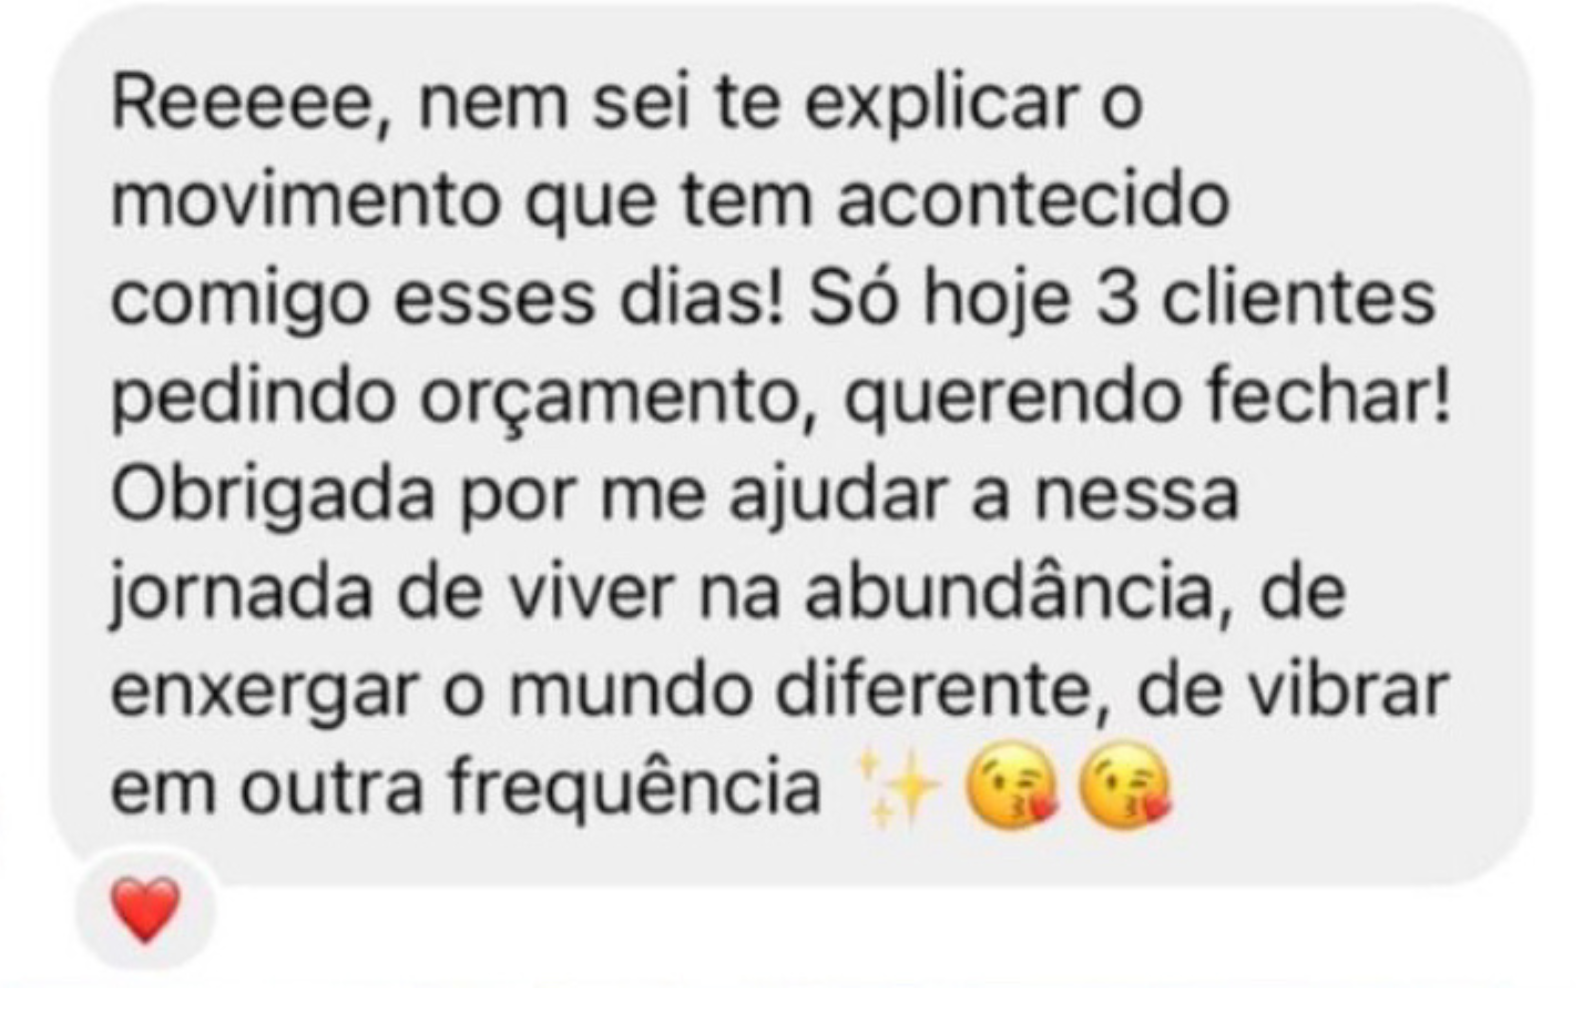 Reeeee, nem sei te explicar o
movimento que tem acontecido
comigo esses dias! Só hoje 3 clientes
pedindo orçamento, querendo fechar!
Obrigada por me ajudar a nessa
jornada de viver na abundância, de
enxergar o mundo diferente, de vibrar
em outra frequência ✨😘😘
❤️